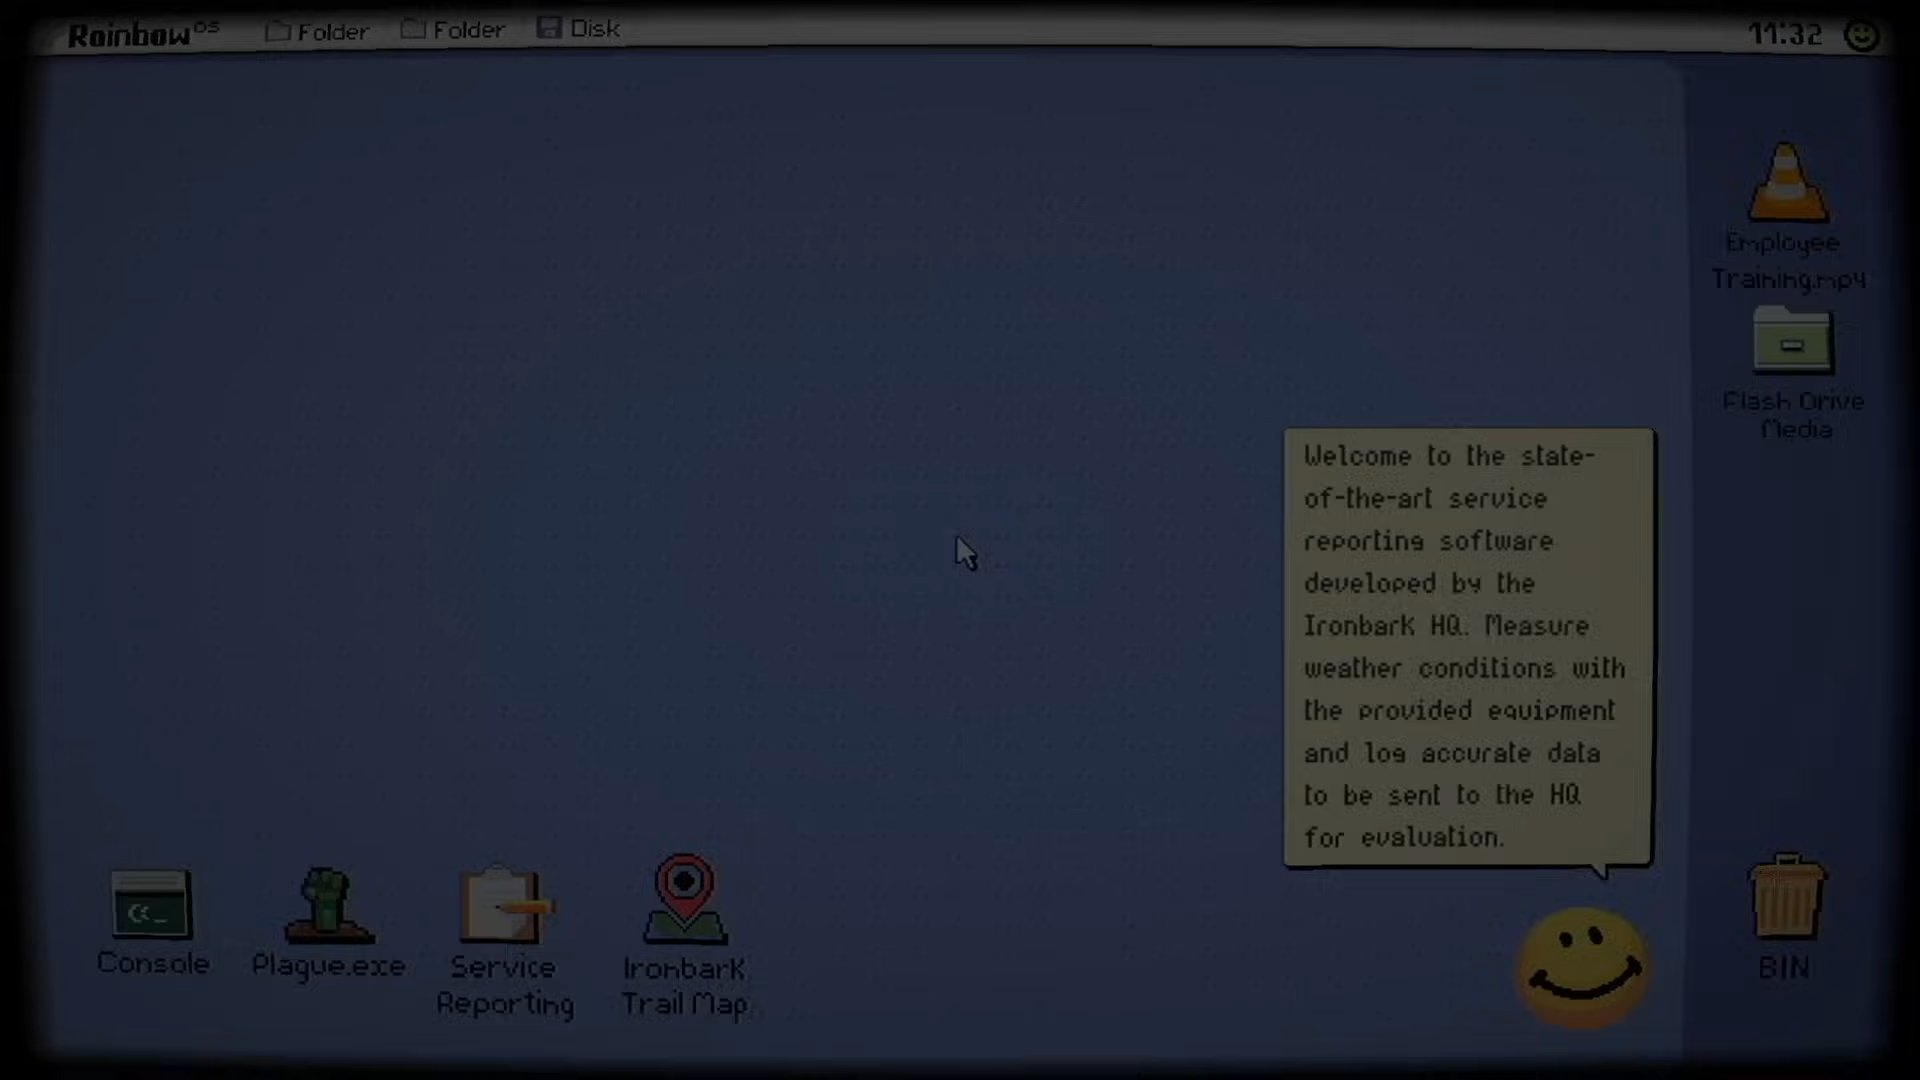 Rainbow OS
Folder
Folder
Disk
11:32
Employee
Training.mp4
Flash Drive
Media
Welcome to the state-
of-the-art service
reporting software
developed by the
Ironbark HQ. Measure
weather conditions with
the provided equipment
and log accurate data
to be sent to the HQ
for evaluation.
Console
Plague.exe
Service
Reporting
Ironbark
Trail Map
BIN